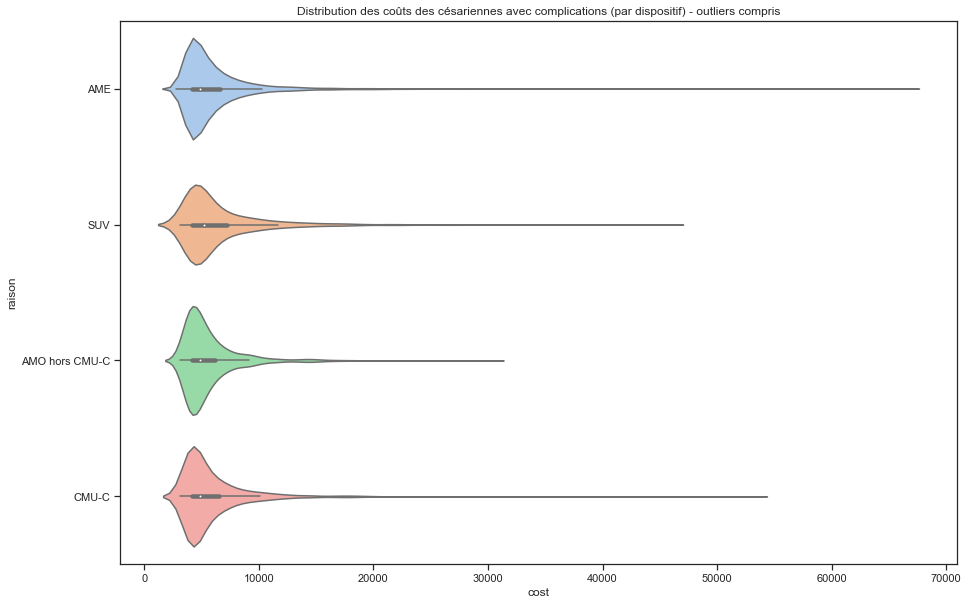 Distribution des coûts des césariennes avec complications (par dispositif) - outliers compris
AME
SUV
raison
AMO hors CMU-C
CMU-C
0 10000 20000 30000 40000 50000 60000 70000
cost